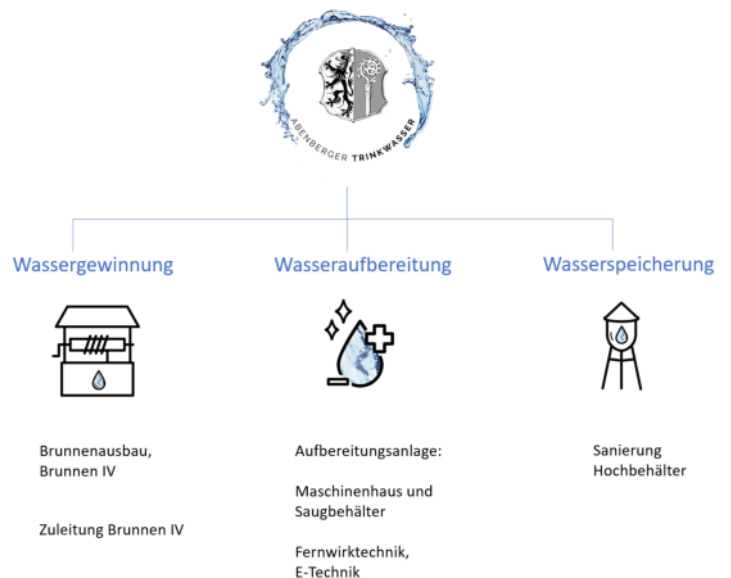 ABENBERGER TRINKWASSER
Wassergewinnung
Wasseraufbereitung
Wasserspeicherung
Brunnenausbau,
Brunnen IV
Zuleitung Brunnen IV
Aufbereitungsanlage:
Maschinenhaus und
Saugbehälter
Fernwirktechnik,
E-Technik
Sanierung
Hochbehälter